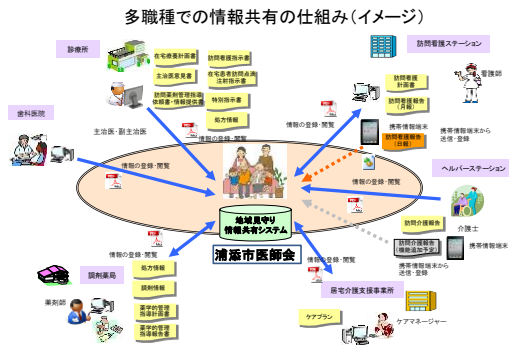 多職種での情報共有の仕組み(イメージ)
診療所
在宅療養計画書
訪問看護指示書
主治医意見書
在宅患者訪問点滴
注射指示書
訪問薬剤管理指導
依頼書・情報提供書
特別指示書
処方情報
主治医・副主治医
情報の登録・閲覧
訪問看護ステーション
看護師
訪問看護
計画書
訪問看護報告
(月報)
情報の登録・閲覧
携帯情報端末
訪問看護報告
(日報)
携帯情報端末から
送信・登録
歯科医院
情報の登録・閲覧
ヘルパーステーション
情報の登録・閲覧
介護士
訪問介護報告
訪問介護報告
(機能追加予定)
携帯情報端末
携帯情報端末から
送信・登録
地域見守り
情報共有システム
浦添市医師会
情報の登録・閲覧
調剤薬局
処方情報
調剤情報
薬剤師
薬学的管理
指導計画書
薬学的管理
指導報告書
情報の登録・閲覧
居宅介護支援事業所
ケアプラン
ケアマネージャー